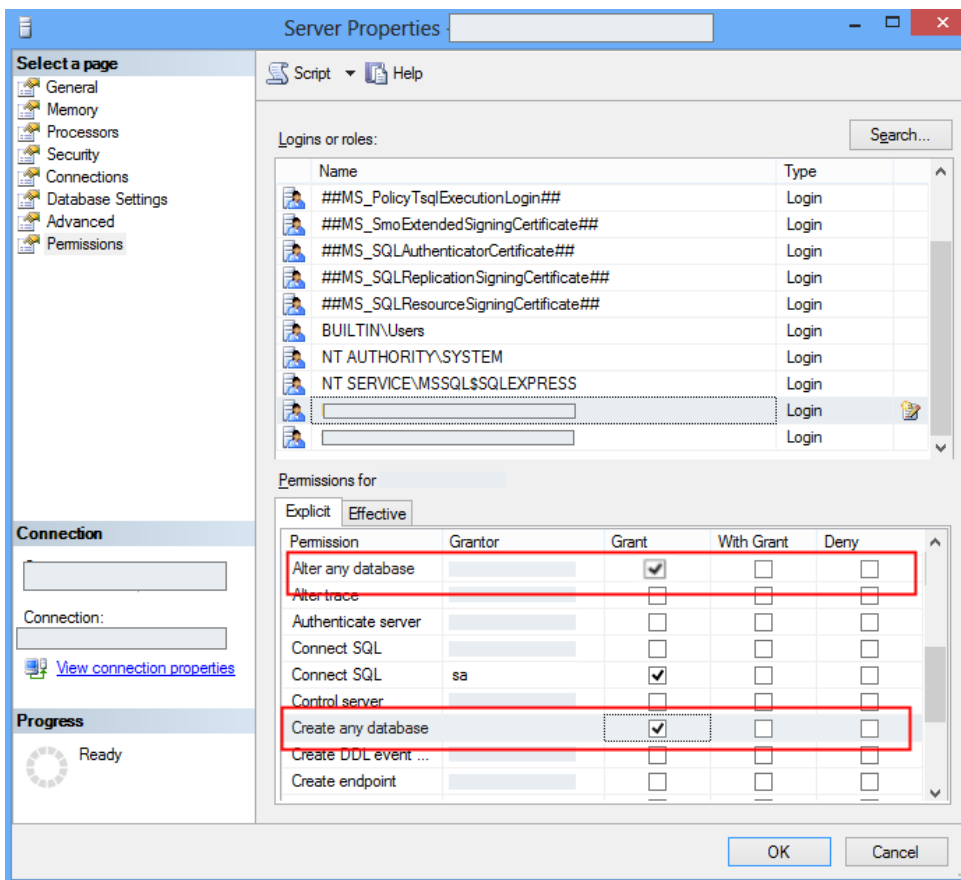 Server Properties -
Select a page
General
Memory
Processors
Security
Connections
Database Settings
Advanced
Permissions
Script Help
Logins or roles:
Search...
Name Type
##MS_PolicyTsqlExecutionLogin## Login
##MS_SmoExtendedSigningCertificate## Login
##MS_SQLAuthenticatorCertificate## Login
##MS_SQLReplicationSigningCertificate## Login
##MS_SQLResourceSigningCertificate## Login
BUILTIN\Users Login
NT AUTHORITY\SYSTEM Login
NT SERVICE\MSSQL$SQLEXPRESS Login
Login
Login
Permissions for
Explicit Effective
Permission Grantor Grant With Grant Deny
Alter any database
Alter trace
Authenticate server
Connect SQL
Connect SQL sa
Control server
Create any database
Create DDL event ...
Create endpoint
Connection
Connection:
View connection properties
Progress
Ready
OK Cancel